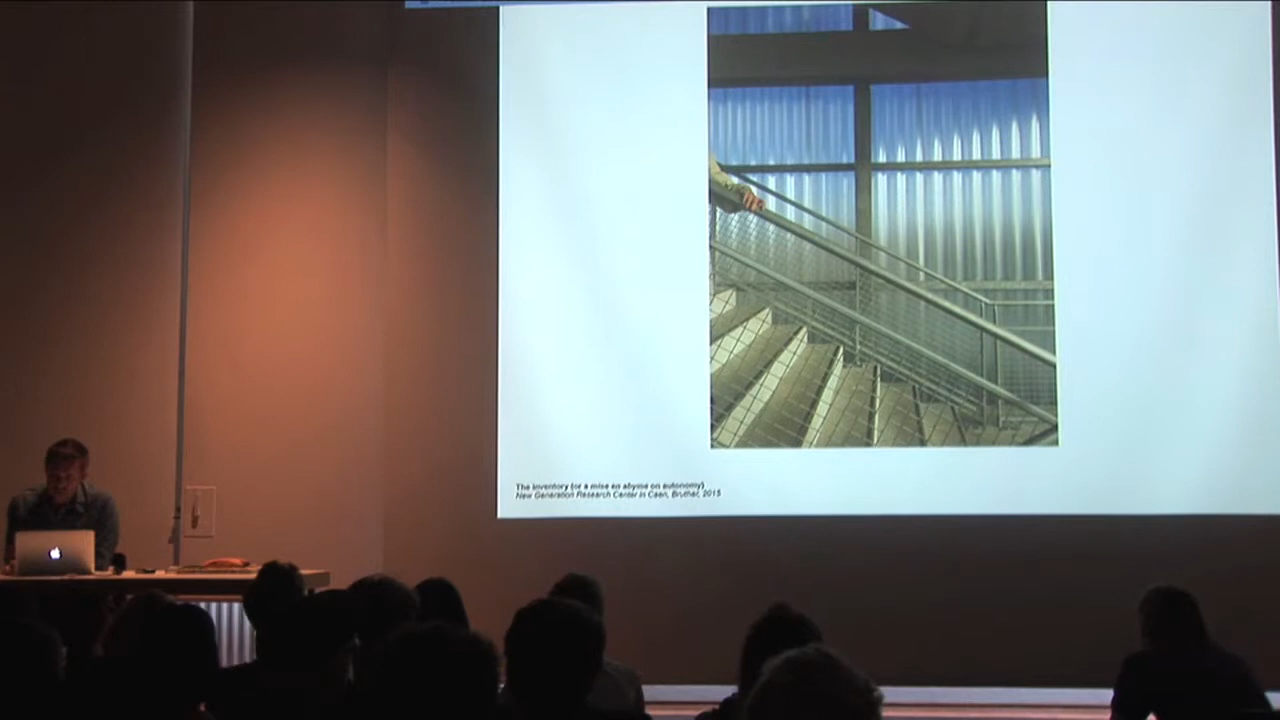 The inventory (or a mise en abyme on autonomy)
New Generation Research Center in Caen, Bruther, 2015